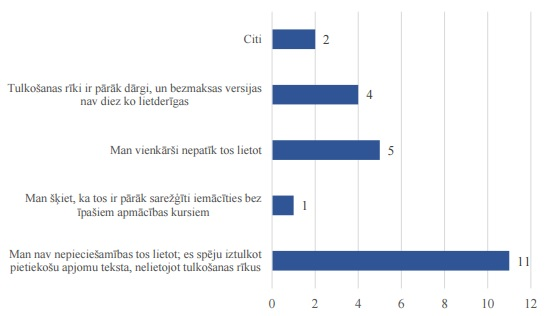 Citi
2
Tulkošanas rīki ir pārāk dārgi, un bezmaksas versijas
nav diez ko lietderīgas
4
Man vienkārši nepatīk tos lietot
5
Man šķiet, ka tos ir pārāk sarežģīti iemācīties bez
īpašiem apmācības kursiem
1
Man nav nepieciešamības tos lietot; es spēju iztulkot
pietiekošu apjomu teksta, nelietojot tulkošanas rīkus
11
0 2 4 6 8 10 12